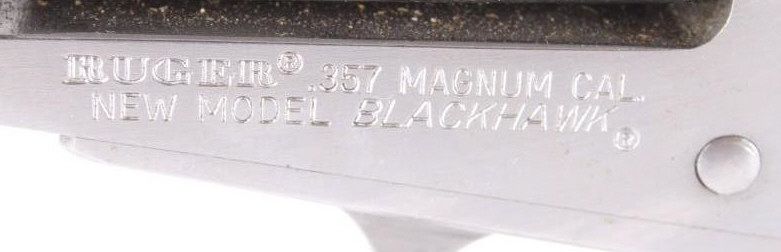 RUGER® .357 MAGNUM CAL.
NEW MODEL BLACKHAWK®